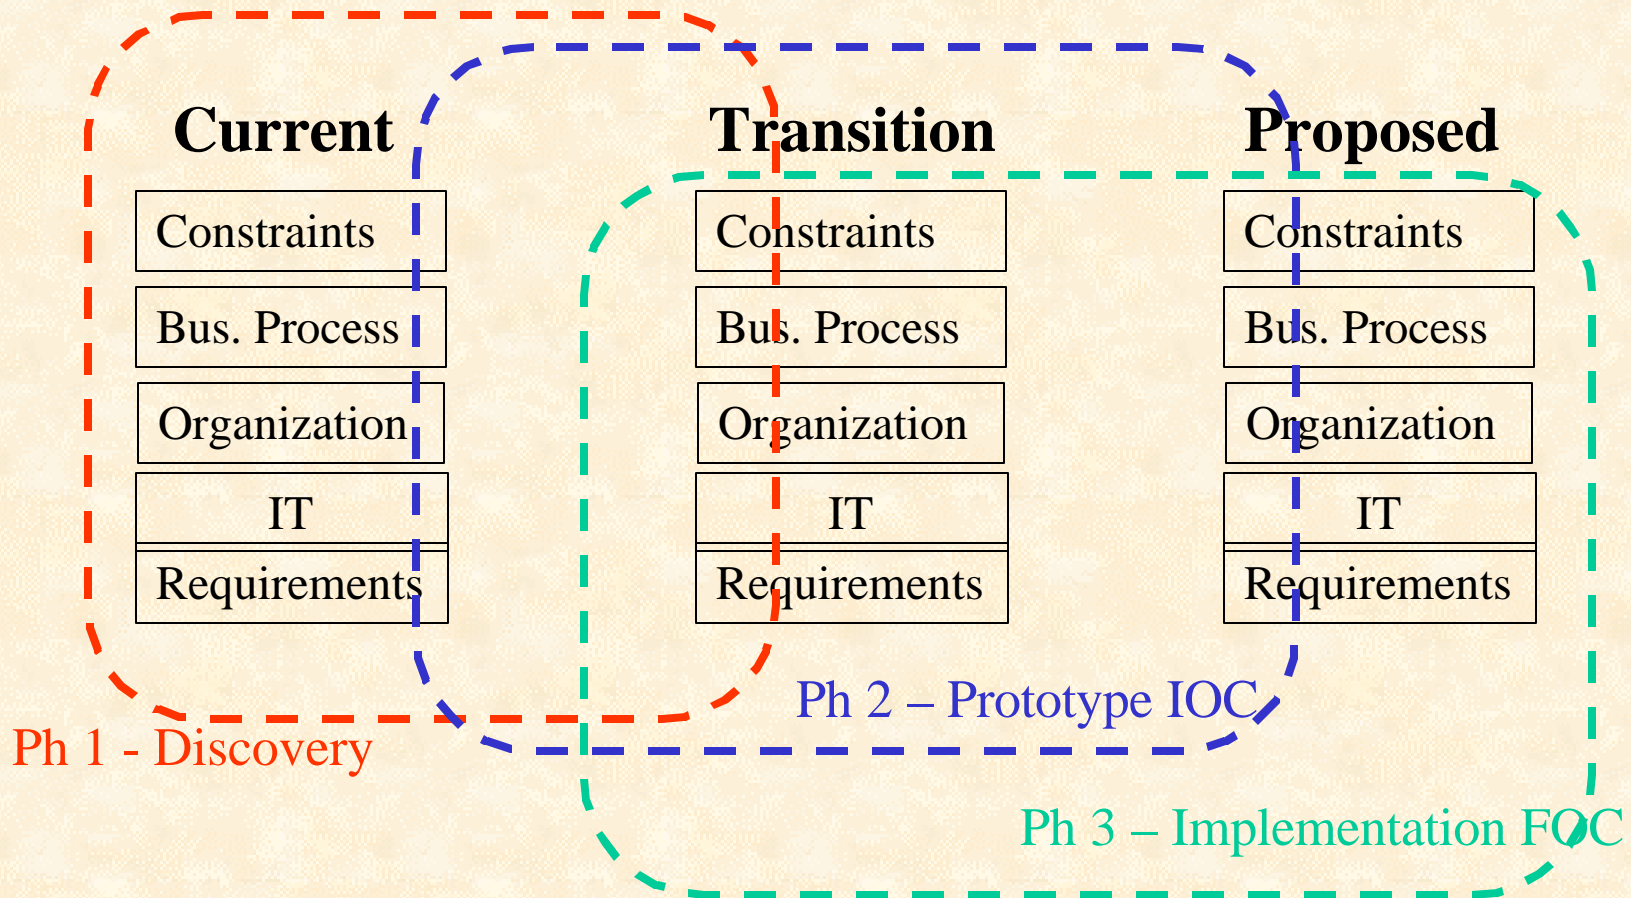 Current
Transition
Proposed
Constraints
Constraints
Constraints
Bus. Process
Bus. Process
Bus. Process
Organization
Organization
Organization
IT
IT
IT
Requirements
Requirements
Requirements
Ph 2 – Prototype IOC
Ph 1 - Discovery
Ph 3 – Implementation FOC